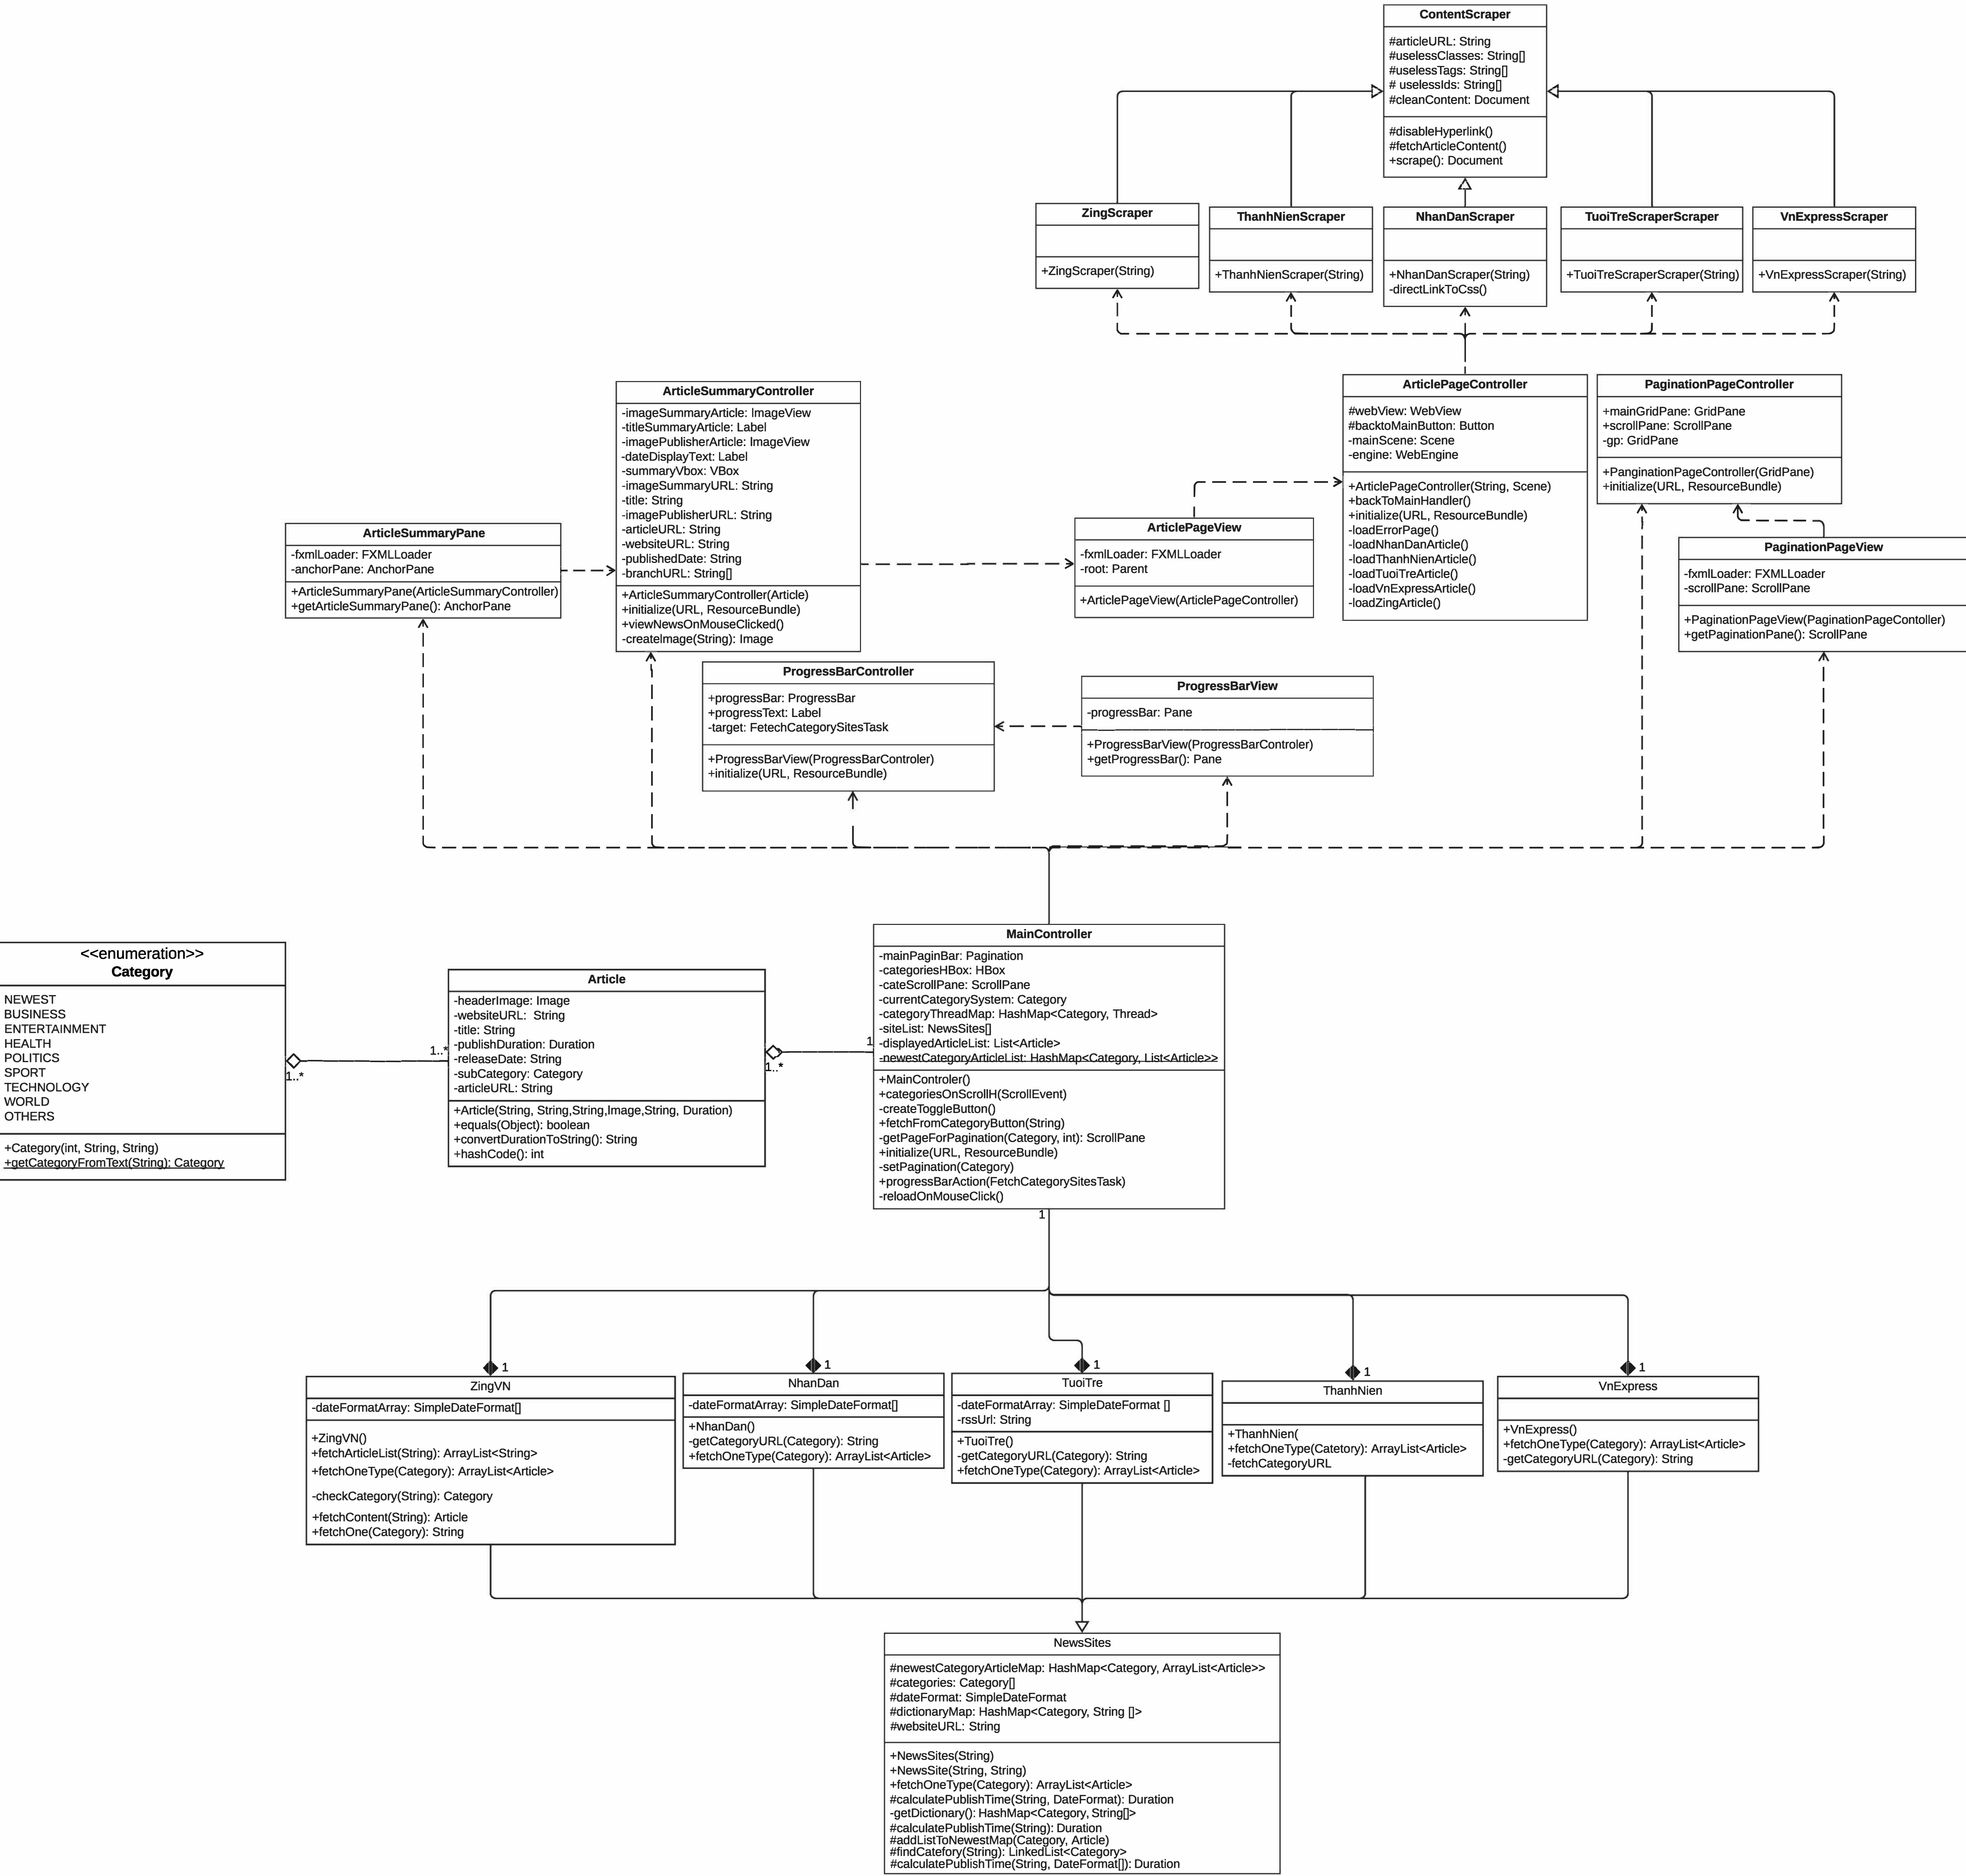 ContentScraper
#articleURL: String
#uselessClasses: String[]
#uselessTags: String[]
# uselessIds: String[]
#cleanContent: Document
#disableHyperlink()
#fetchArticleContent()
+scrape(): Document
ZingScraper
+ZingScraper(String)
ThanhNienScraper
+ThanhNienScraper(String)
NhanDanScraper
+NhanDanScraper(String)
-directLinkToCss()
TuoiTreScraperScraper
+TuoiTreScraperScraper(String)
VnExpressScraper
+VnExpressScraper(String)
ArticleSummaryController
-imageSummaryArticle: ImageView
-titleSummaryArticle: Label
-imagePublisherArticle: ImageView
-dateDisplayText: Label
-summaryVbox: VBox
-imageSummaryURL: String
-title: String
-imagePublisherURL: String
-articleURL: String
-websiteURL: String
-publishedDate: String
-branchURL: String[]
+ArticleSummaryController(Article)
+initialize(URL, ResourceBundle)
+viewNewsOnMouseClicked()
-createImage(String): Image
ArticlePageController
#webView: WebView
#backtoMainButton: Button
-mainScene: Scene
-engine: WebEngine
+ArticlePageController(String, Scene)
+backToMainHandler()
+initialize(URL, ResourceBundle)
-loadErrorPage()
-loadNhanDanArticle()
-loadThanhNienArticle()
-loadTuoiTreArticle()
-loadVnExpressArticle()
-loadZingArticle()
PaginationPageController
+mainGridPane: GridPane
+scrollPane: ScrollPane
-gp: GridPane
+PanginationPageController(GridPane)
+initialize(URL, ResourceBundle)
ArticleSummaryPane
-fxmlLoader: FXMLLoader
-anchorPane: AnchorPane
+ArticleSummaryPane(ArticleSummaryController)
+getArticleSummaryPane(): AnchorPane
ArticlePageView
-fxmlLoader: FXMLLoader
-root: Parent
+ArticlePageView(ArticlePageController)
PaginationPageView
-fxmlLoader: FXMLLoader
-scrollPane: ScrollPane
+PaginationPageView(PaginationPageContoller)
+getPaginationPane(): ScrollPane
ProgressBarController
+progressBar: ProgressBar
+progressText: Label
-target: FetechCategorySitesTask
+ProgressBarView(ProgressBarControler)
+initialize(URL, ResourceBundle)
ProgressBarView
-progressBar: Pane
+ProgressBarView(ProgressBarControler)
+getProgressBar(): Pane
<<enumeration>>
Category
NEWEST
BUSINESS
ENTERTAINMENT
HEALTH
POLITICS
SPORT
TECHNOLOGY
WORLD
OTHERS
+Category(int, String, String)
+getCategoryFromText(String): Category
1..*
1..*
Article
-headerImage: Image
-websiteURL: String
-title: String
-publishDuration: Duration
-releaseDate: String
-subCategory: Category
-articleURL: String
+Article(String, String,String,Image,String, Duration)
+equals(Object): boolean
+convertDurationToString(): String
+hashCode(): int
1..*
1
MainController
-mainPaginBar: Pagination
-categoriesHBox: HBox
-cateScrollPane: ScrollPane
-currentCategorySystem: Category
-categoryThreadMap: HashMap<Category, Thread>
-siteList: NewsSites[]
-displayedArticleList: List<Article>
-newestCategoryArticleList: HashMap<Category, List<Article>>
+MainControler()
+categoriesOnScrollH(ScrollEvent)
-createToggleButton()
+fetchFromCategoryButton(String)
-getPageForPagination(Category, int): ScrollPane
+initialize(URL, ResourceBundle)
-setPagination(Category)
+progressBarAction(FetchCategorySitesTask)
-reloadOnMouseClick()
1
1
1
1
1
1
ZingVN
-dateFormatArray: SimpleDateFormat[]
+ZingVN()
+fetchArticleList(String): ArrayList<String>
+fetchOneType(Category): ArrayList<Article>
-checkCategory(String): Category
+fetchContent(String): Article
+fetchOne(Category): String
NhanDan
-dateFormatArray: SimpleDateFormat[]
+NhanDan()
-getCategoryURL(Category): String
+fetchOneType(Category): ArrayList<Article>
TuoiTre
-dateFormatArray: SimpleDateFormat []
-rssUrl: String
+TuoiTre()
-getCategoryURL(Category): String
+fetchOneType(Category): ArrayList<Article>
ThanhNien
+ThanhNien(
+fetchOneType(Catetory): ArrayList<Article>
-fetchCategoryURL
VnExpress
+VnExpress()
+fetchOneType(Category): ArrayList<Article>
-getCategoryURL(Category): String
NewsSites
#newestCategoryArticleMap: HashMap<Category, ArrayList<Article>>
#categories: Category[]
#dateFormat: SimpleDateFormat
#dictionaryMap: HashMap<Category, String []>
#websiteURL: String
+NewsSites(String)
+NewsSite(String, String)
+fetchOneType(Category): ArrayList<Article>
#calculatePublishTime(String, DateFormat): Duration
-getDictionary(): HashMap<Category, String[]>
#calculatePublishTime(String): Duration
#addListToNewestMap(Category, Article)
#findCatefory(String): LinkedList<Category>
#calculatePublishTime(String, DateFormat[]): Duration